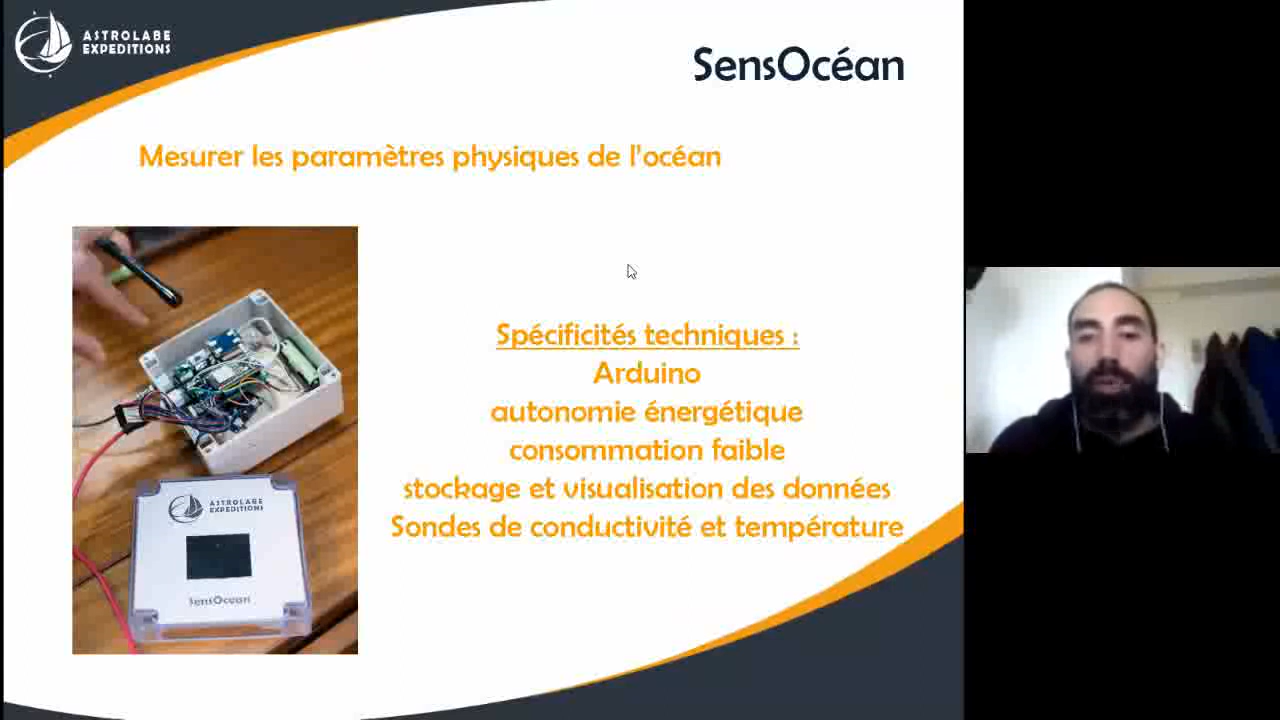 ASTROLABE
EXPEDITIONS
SensOcéan
Mesurer les paramètres physiques de l'océan
Spécificités techniques :
Arduino
autonomie énergétique
consommation faible
stockage et visualisation des données
Sondes de conductivité et température
ASTROLABE
EXPEDITIONS
SensOcean